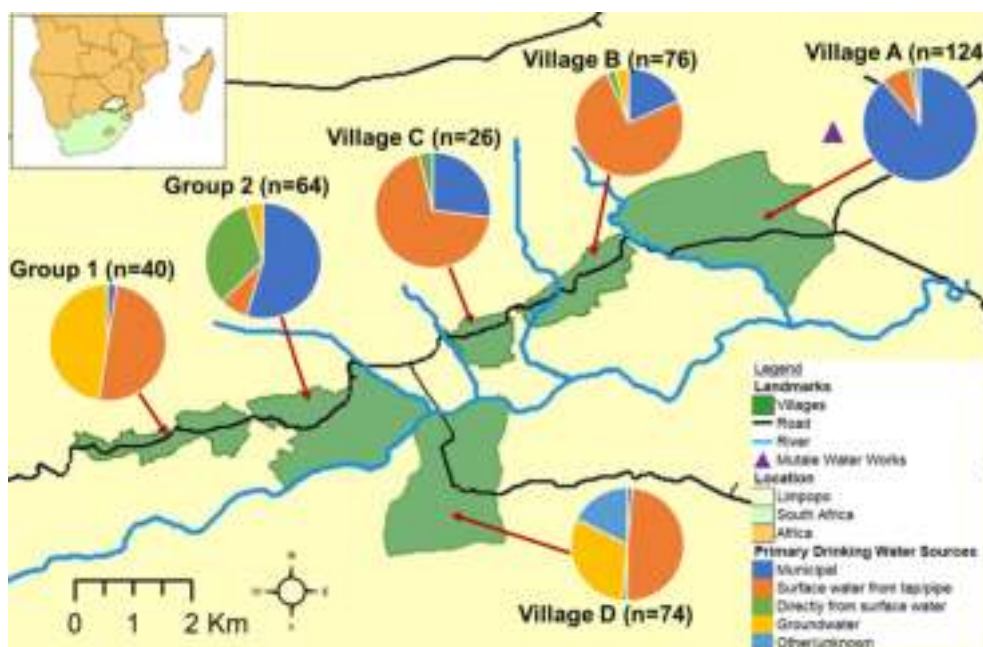 Village B (n=76)
Village A (n=124
Village C (n=26)
Group 2 (n=64)
Group 1 (n=40)
Village D (n=74)
0 1 2 Km
Legend
Landmarks
Villages
Road
River
Mutale Water Works
Location
Limpopo
South Africa
Africa
Primary Drinking Water Sources
Municipal
Surface water from tap/pipe
Directly from surface water
Groundwater
Other/unknown